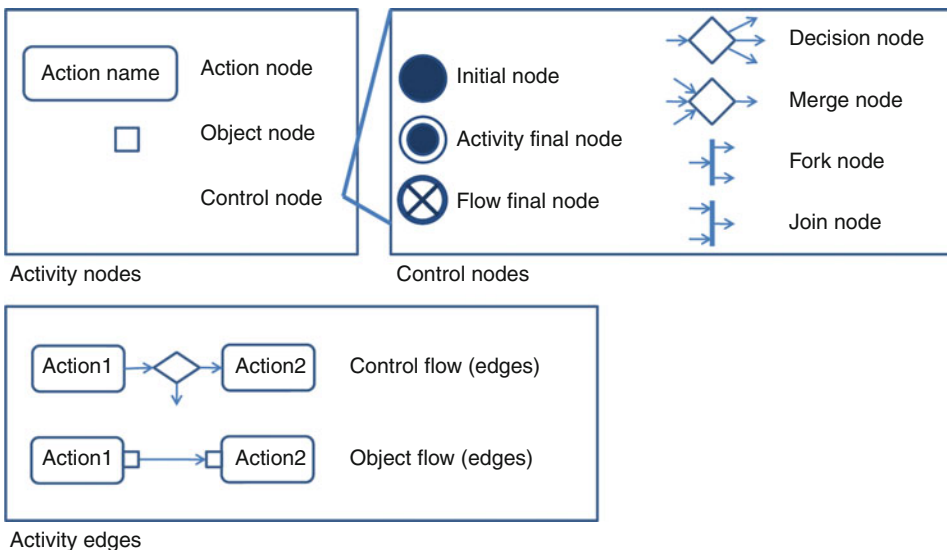 Action name
Action node
Object node
Control node
Activity nodes
Initial node
Activity final node
Flow final node
Decision node
Merge node
Fork node
Join node
Control nodes
Action1
Action2
Control flow (edges)
Action1
Action2
Object flow (edges)
Activity edges